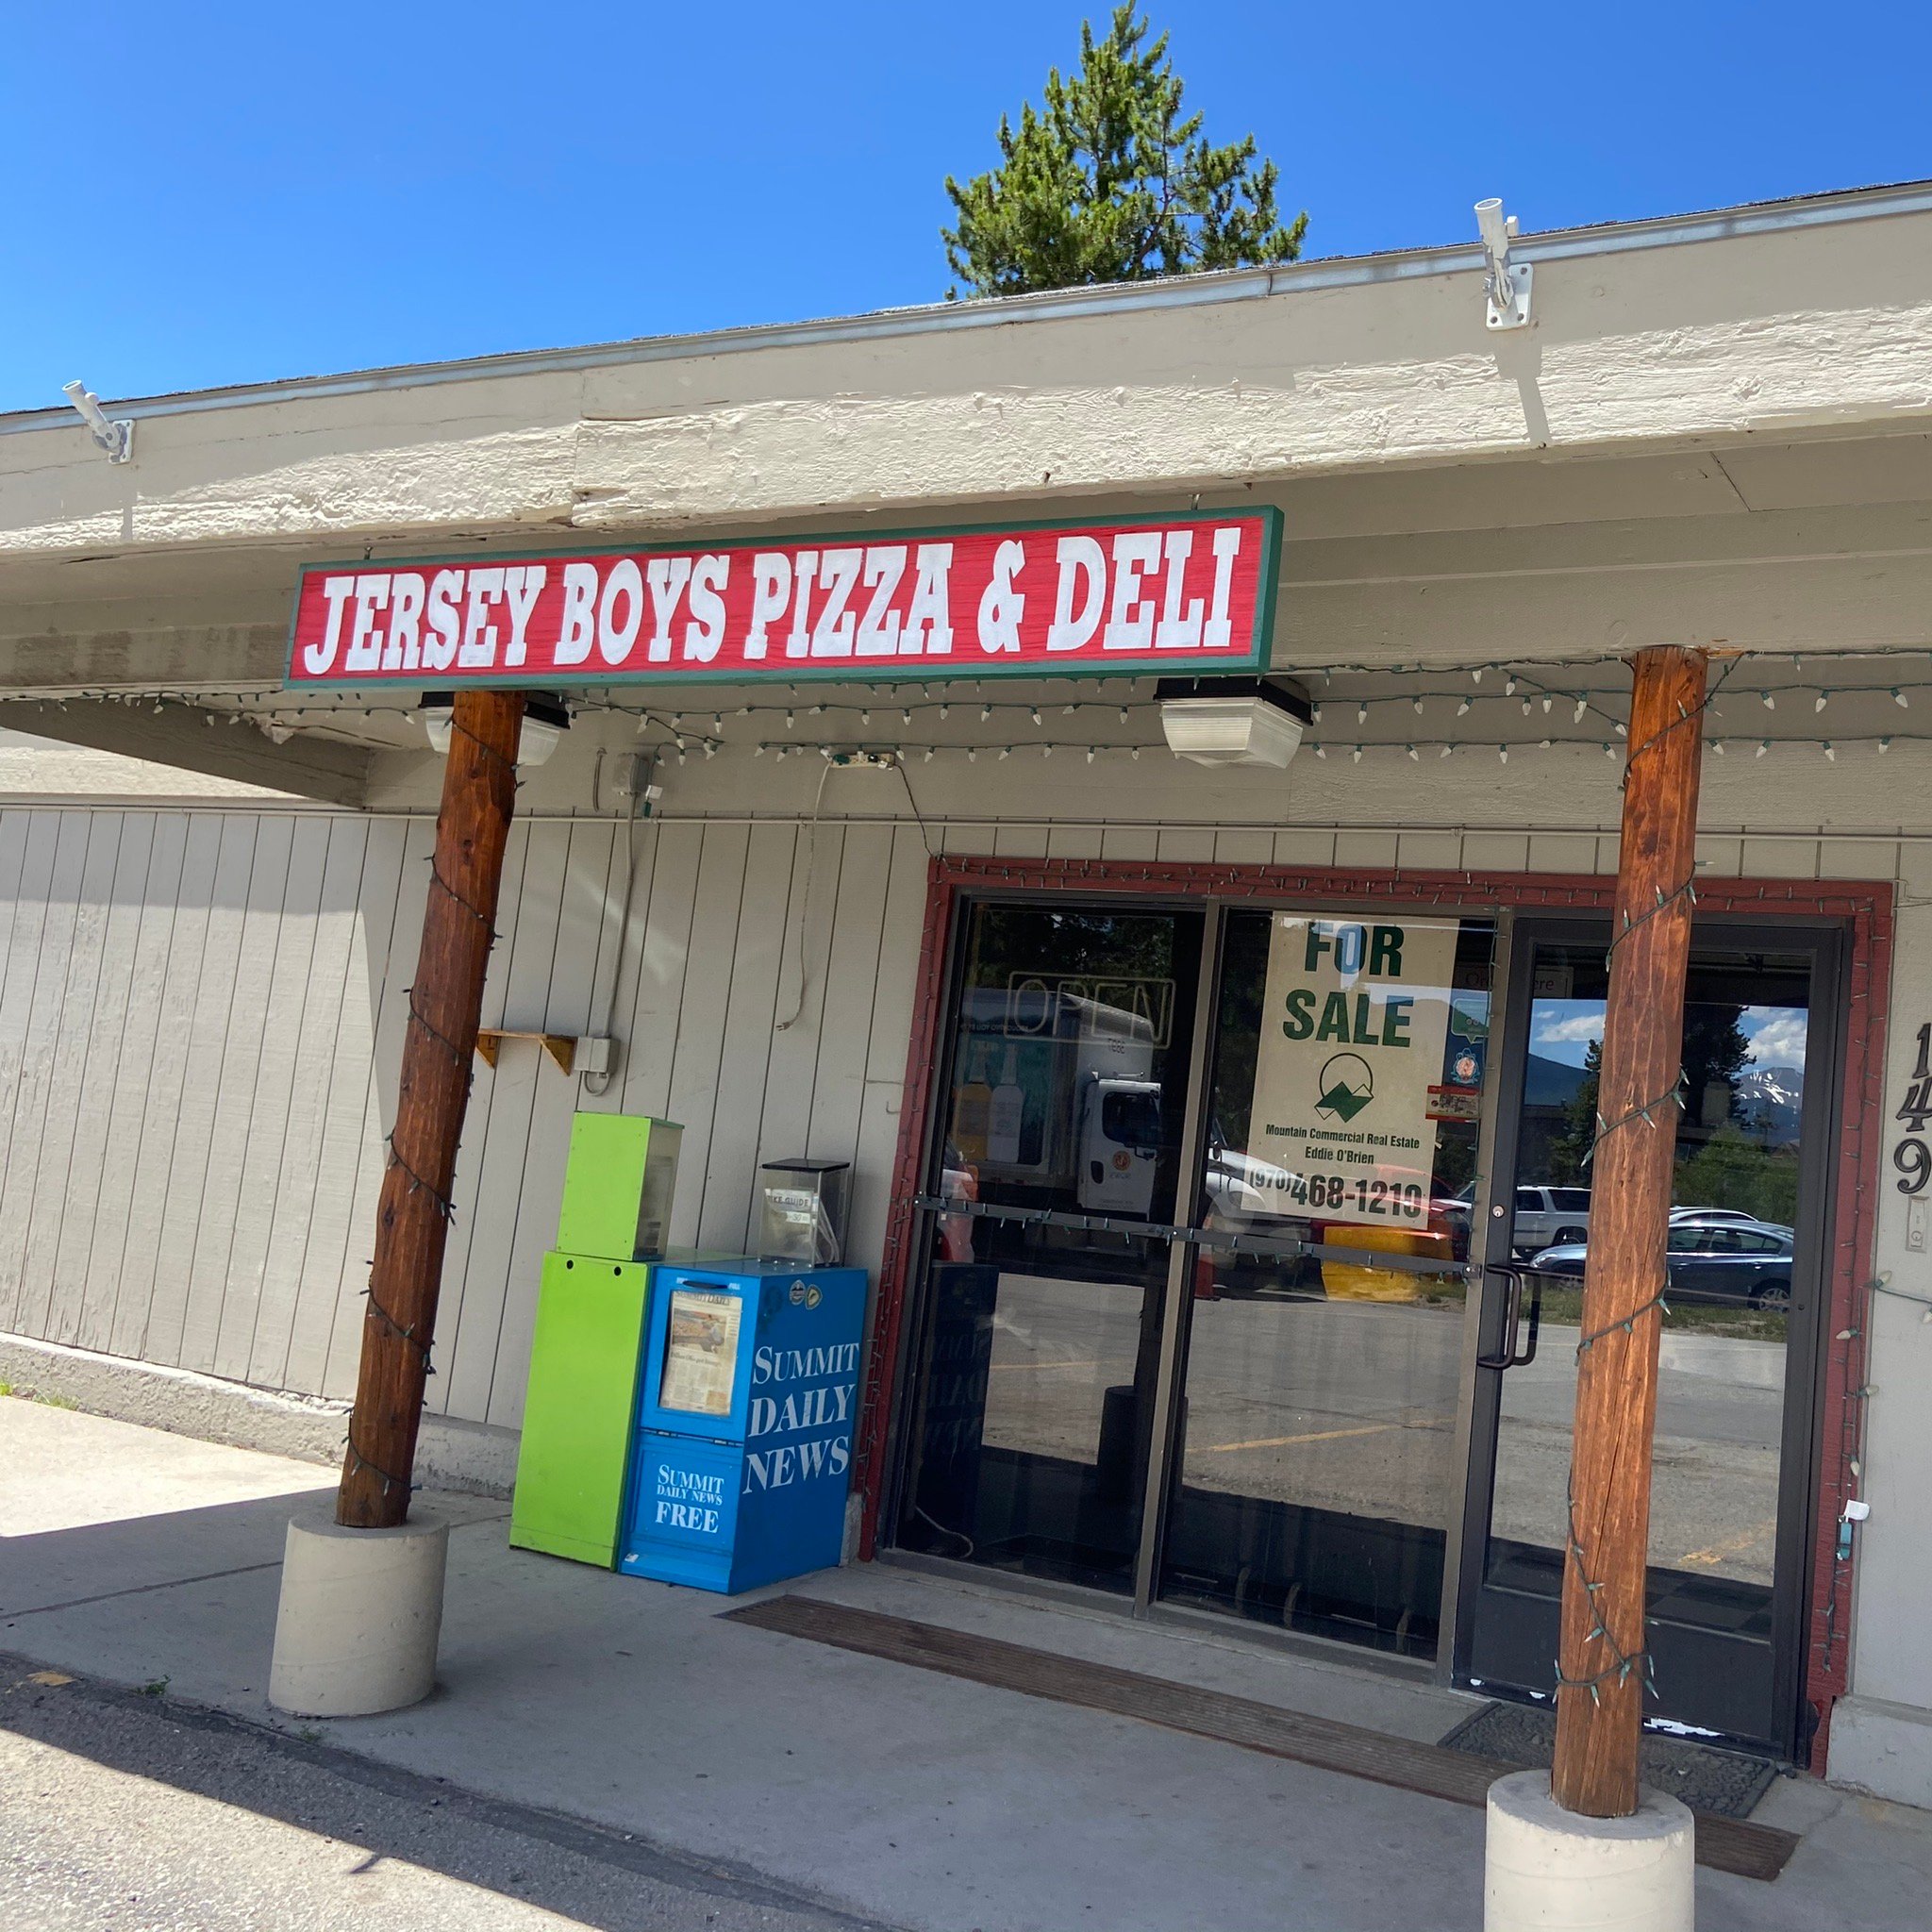 JERSEY BOYS PIZZA & DELI
OPEN
FOR
SALE
Mountain Commercial Real Estate
Eddie O'Brien
(970)468-1210
149
SUMMIT
DAILY
NEWS
SUMMIT
DAILY NEWS
FREE